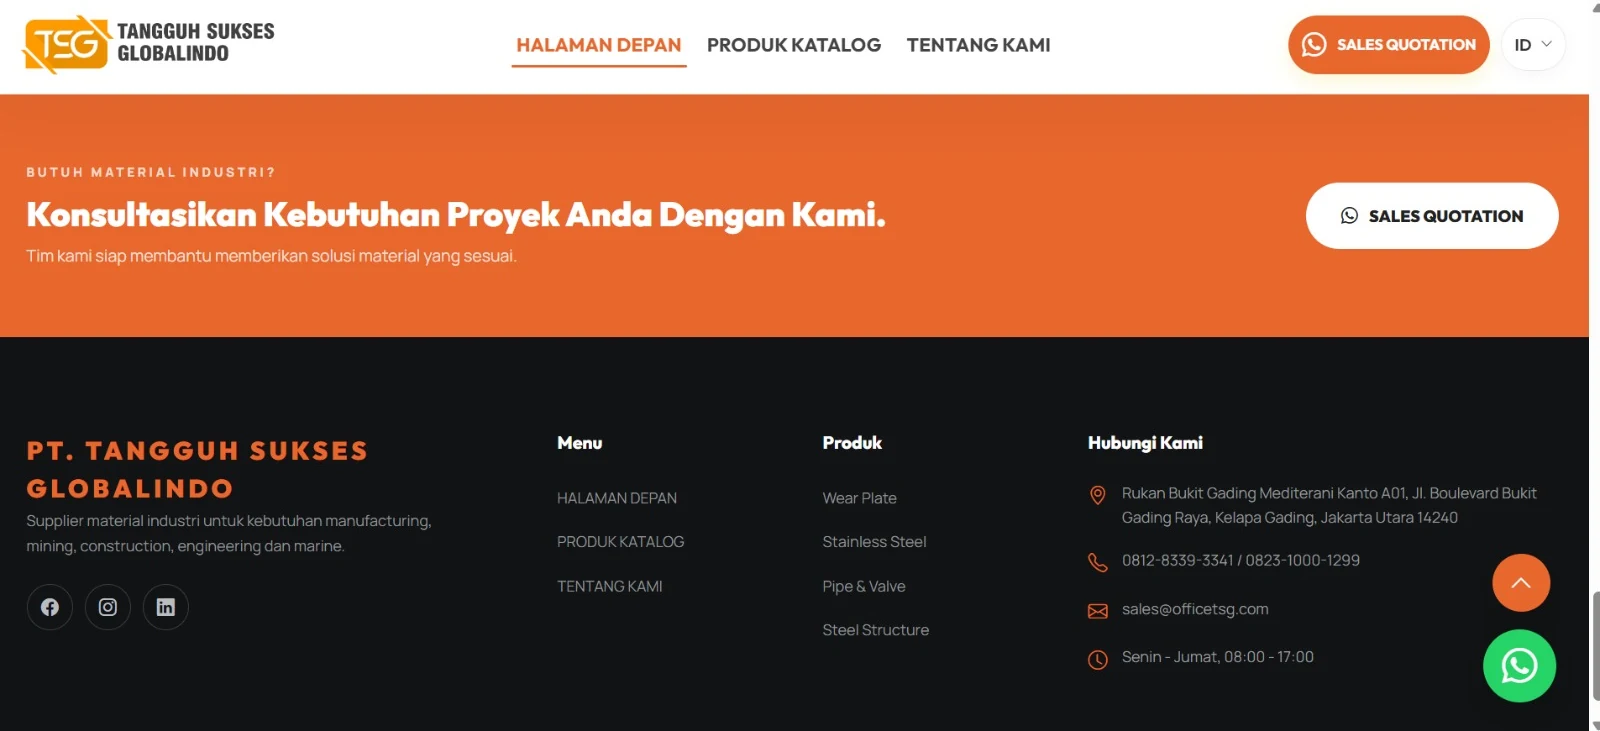 TSG TANGGUH SUKSES
GLOBALINDO
HALAMAN DEPAN PRODUK KATALOG TENTANG KAMI
SALES QUOTATION
ID
BUTUH MATERIAL INDUSTRI?
Konsultasikan Kebutuhan Proyek Anda Dengan Kami.
Tim kami siap membantu memberikan solusi material yang sesuai.
SALES QUOTATION
PT. TANGGUH SUKSES
GLOBALINDO
Supplier material industri untuk kebutuhan manufacturing,
mining, construction, engineering dan marine.
Menu
HALAMAN DEPAN
PRODUK KATALOG
TENTANG KAMI
Produk
Wear Plate
Stainless Steel
Pipe & Valve
Steel Structure
Hubungi Kami
Rukan Bukit Gading Mediterani Kanto A01, Jl. Boulevard Bukit
Gading Raya, Kelapa Gading, Jakarta Utara 14240
0812-8339-3341 / 0823-1000-1299
sales@officetsg.com
Senin - Jumat, 08:00 - 17:00